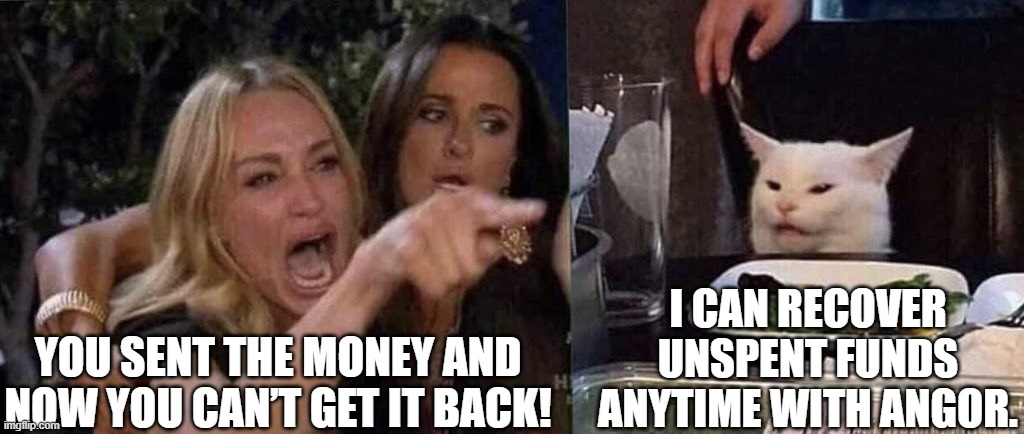 YOU SENT THE MONEY AND
NOW YOU CAN'T GET IT BACK!
I CAN RECOVER
UNSPENT FUNDS
ANYTIME WITH ANGOR.
imgflip.com